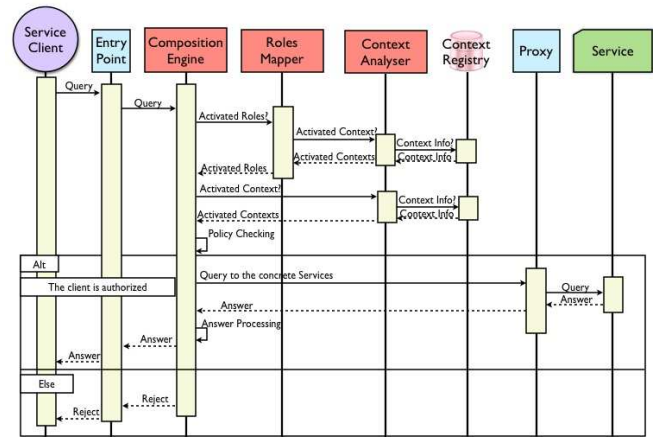 Service
Client
Entry
Point
Composition
Engine
Roles
Mapper
Context
Analyser
Context
Registry
Proxy
Service
Query
Query
Activated Roles?
Activated Context?
Context Info?
Activated Contexts
Context Info
Activated Roles
Activated Context?
Context Info?
Activated Contexts
Context Info
Policy Checking
Alt
Query to the concrete Services
The client is authorized
Query
Answer
Answer
Answer Processing
Answer
Answer
Else
Reject
Reject